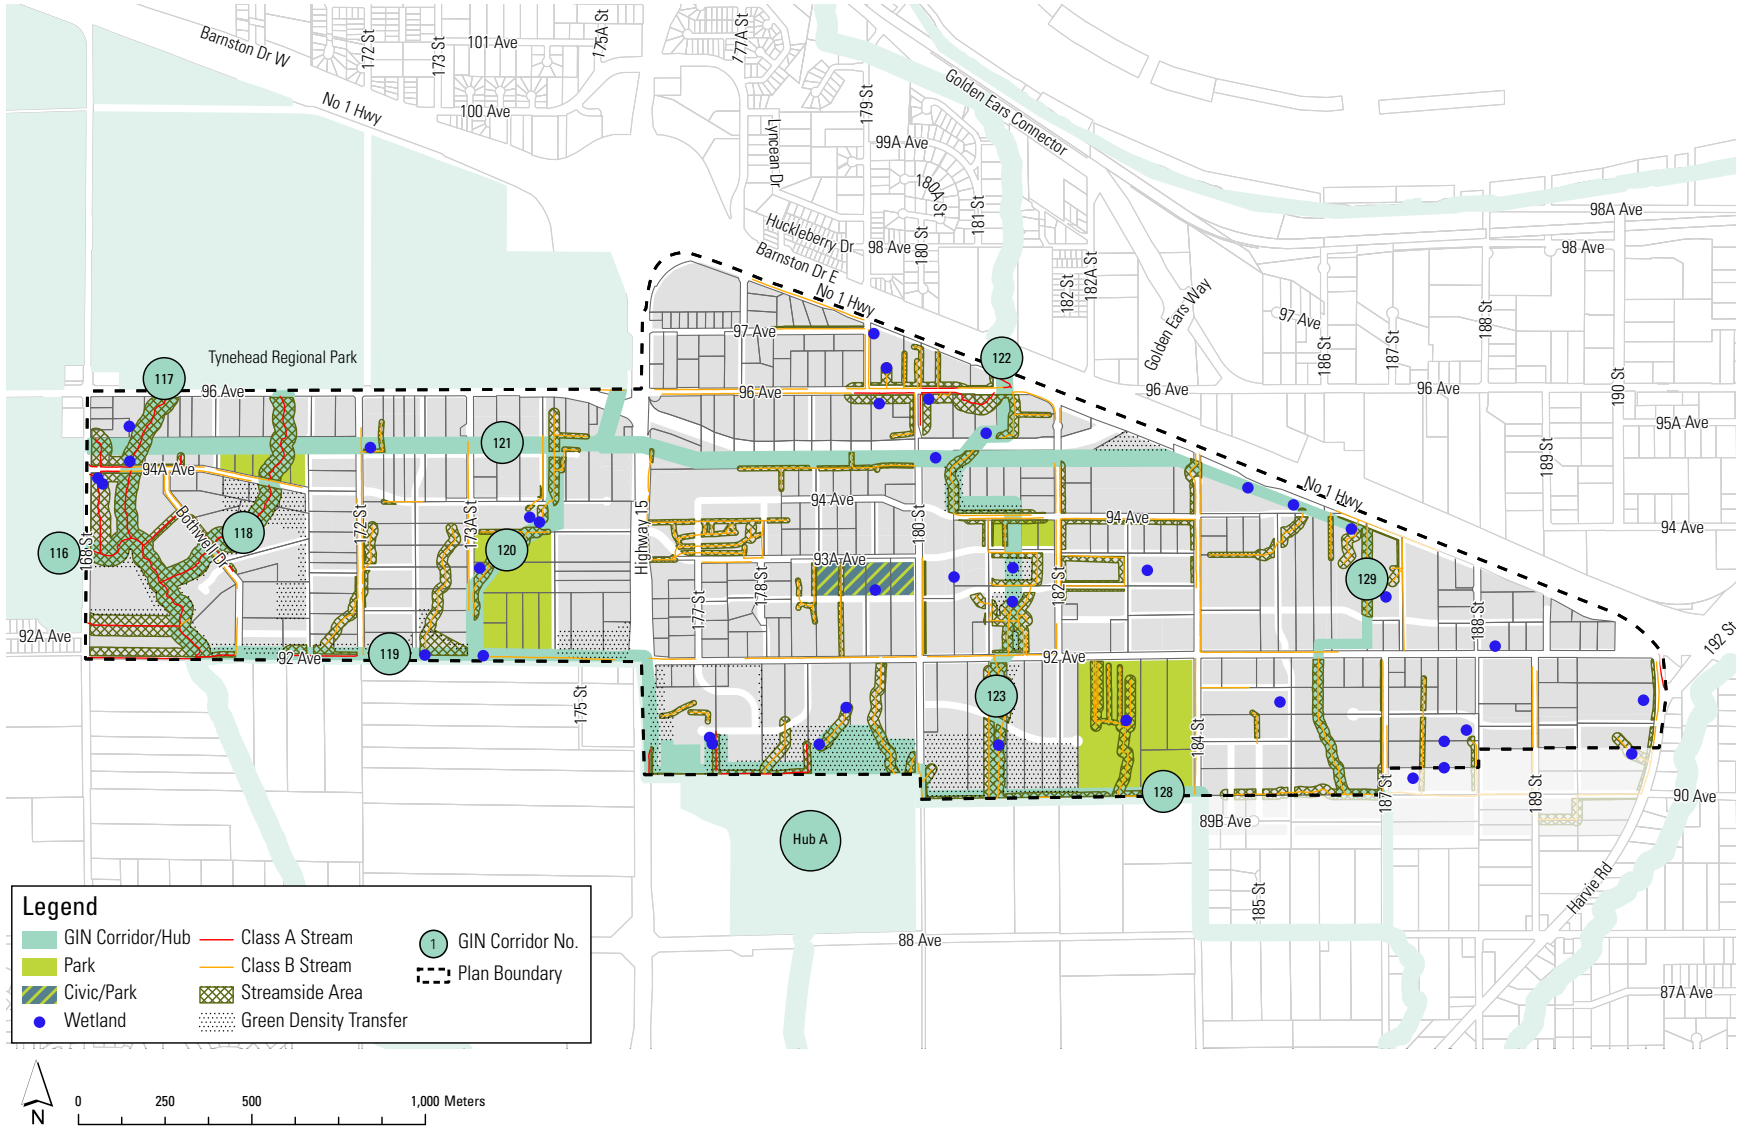 175A St
177A St
172 St
173 St
101 Ave
Barnston Dr W
No 1 Hwy
100 Ave
179 St
Golden Ears Connector
99A Ave
Lyncean Dr
180A St
181 St
98A Ave
Huckleberry Dr
98 Ave
180 St
98 Ave
Barnston Dr E
182 St
182A St
No 1 Hwy
Golden Ears Way
97 Ave
97 Ave
188 St
186 St
187 St
Tynehead Regional Park
122
117
96 Ave
96 Ave
96 Ave
96 Ave
190 St
95A Ave
121
189 St
94A Ave
No 1 Hwy
94 Ave
94 Ave
94 Ave
Bothwell Dr
172 St
173A St
Highway 15
180 St
118
116
168 St
120
93A Ave
178 St
182 St
129
177 St
188 St
92A Ave
92 Ave
119
92 Ave
192 St
175 St
123
184 St
128
187 St
189 St
90 Ave
89B Ave
Hub A
185 St
Harvie Rd
88 Ave
87A Ave
Legend
GIN Corridor/Hub
Class A Stream
1
GIN Corridor No.
Park
Class B Stream
Plan Boundary
Civic/Park
Streamside Area
Wetland
Green Density Transfer
N
0
250
500
1,000 Meters